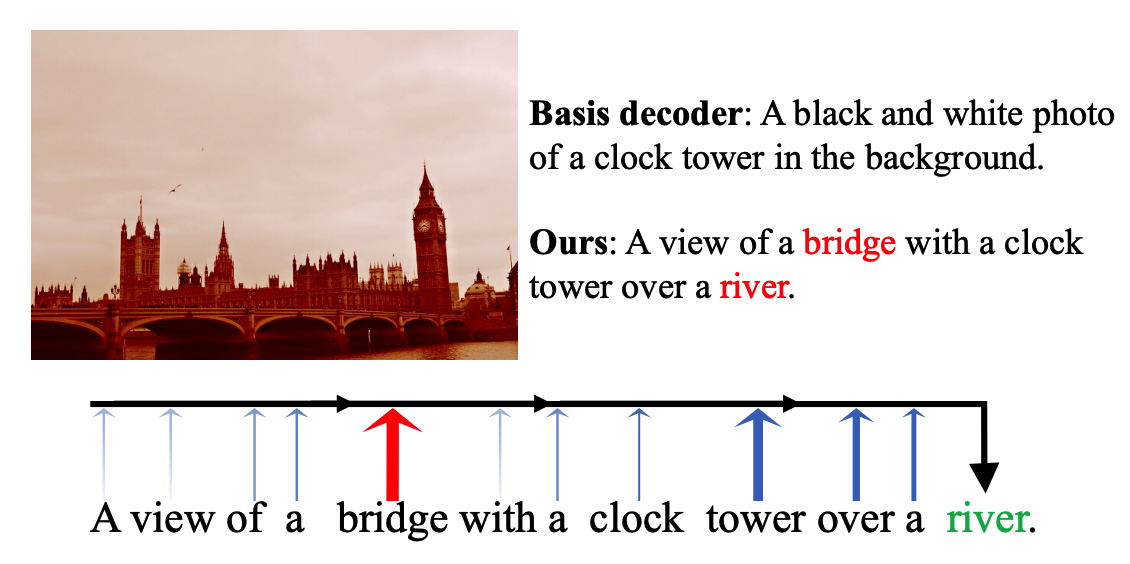 Basis decoder: A black and white photo
of a clock tower in the background.
Ours: A view of a bridge with a clock
tower over a river.
A view of a bridge with a clock tower over a river.